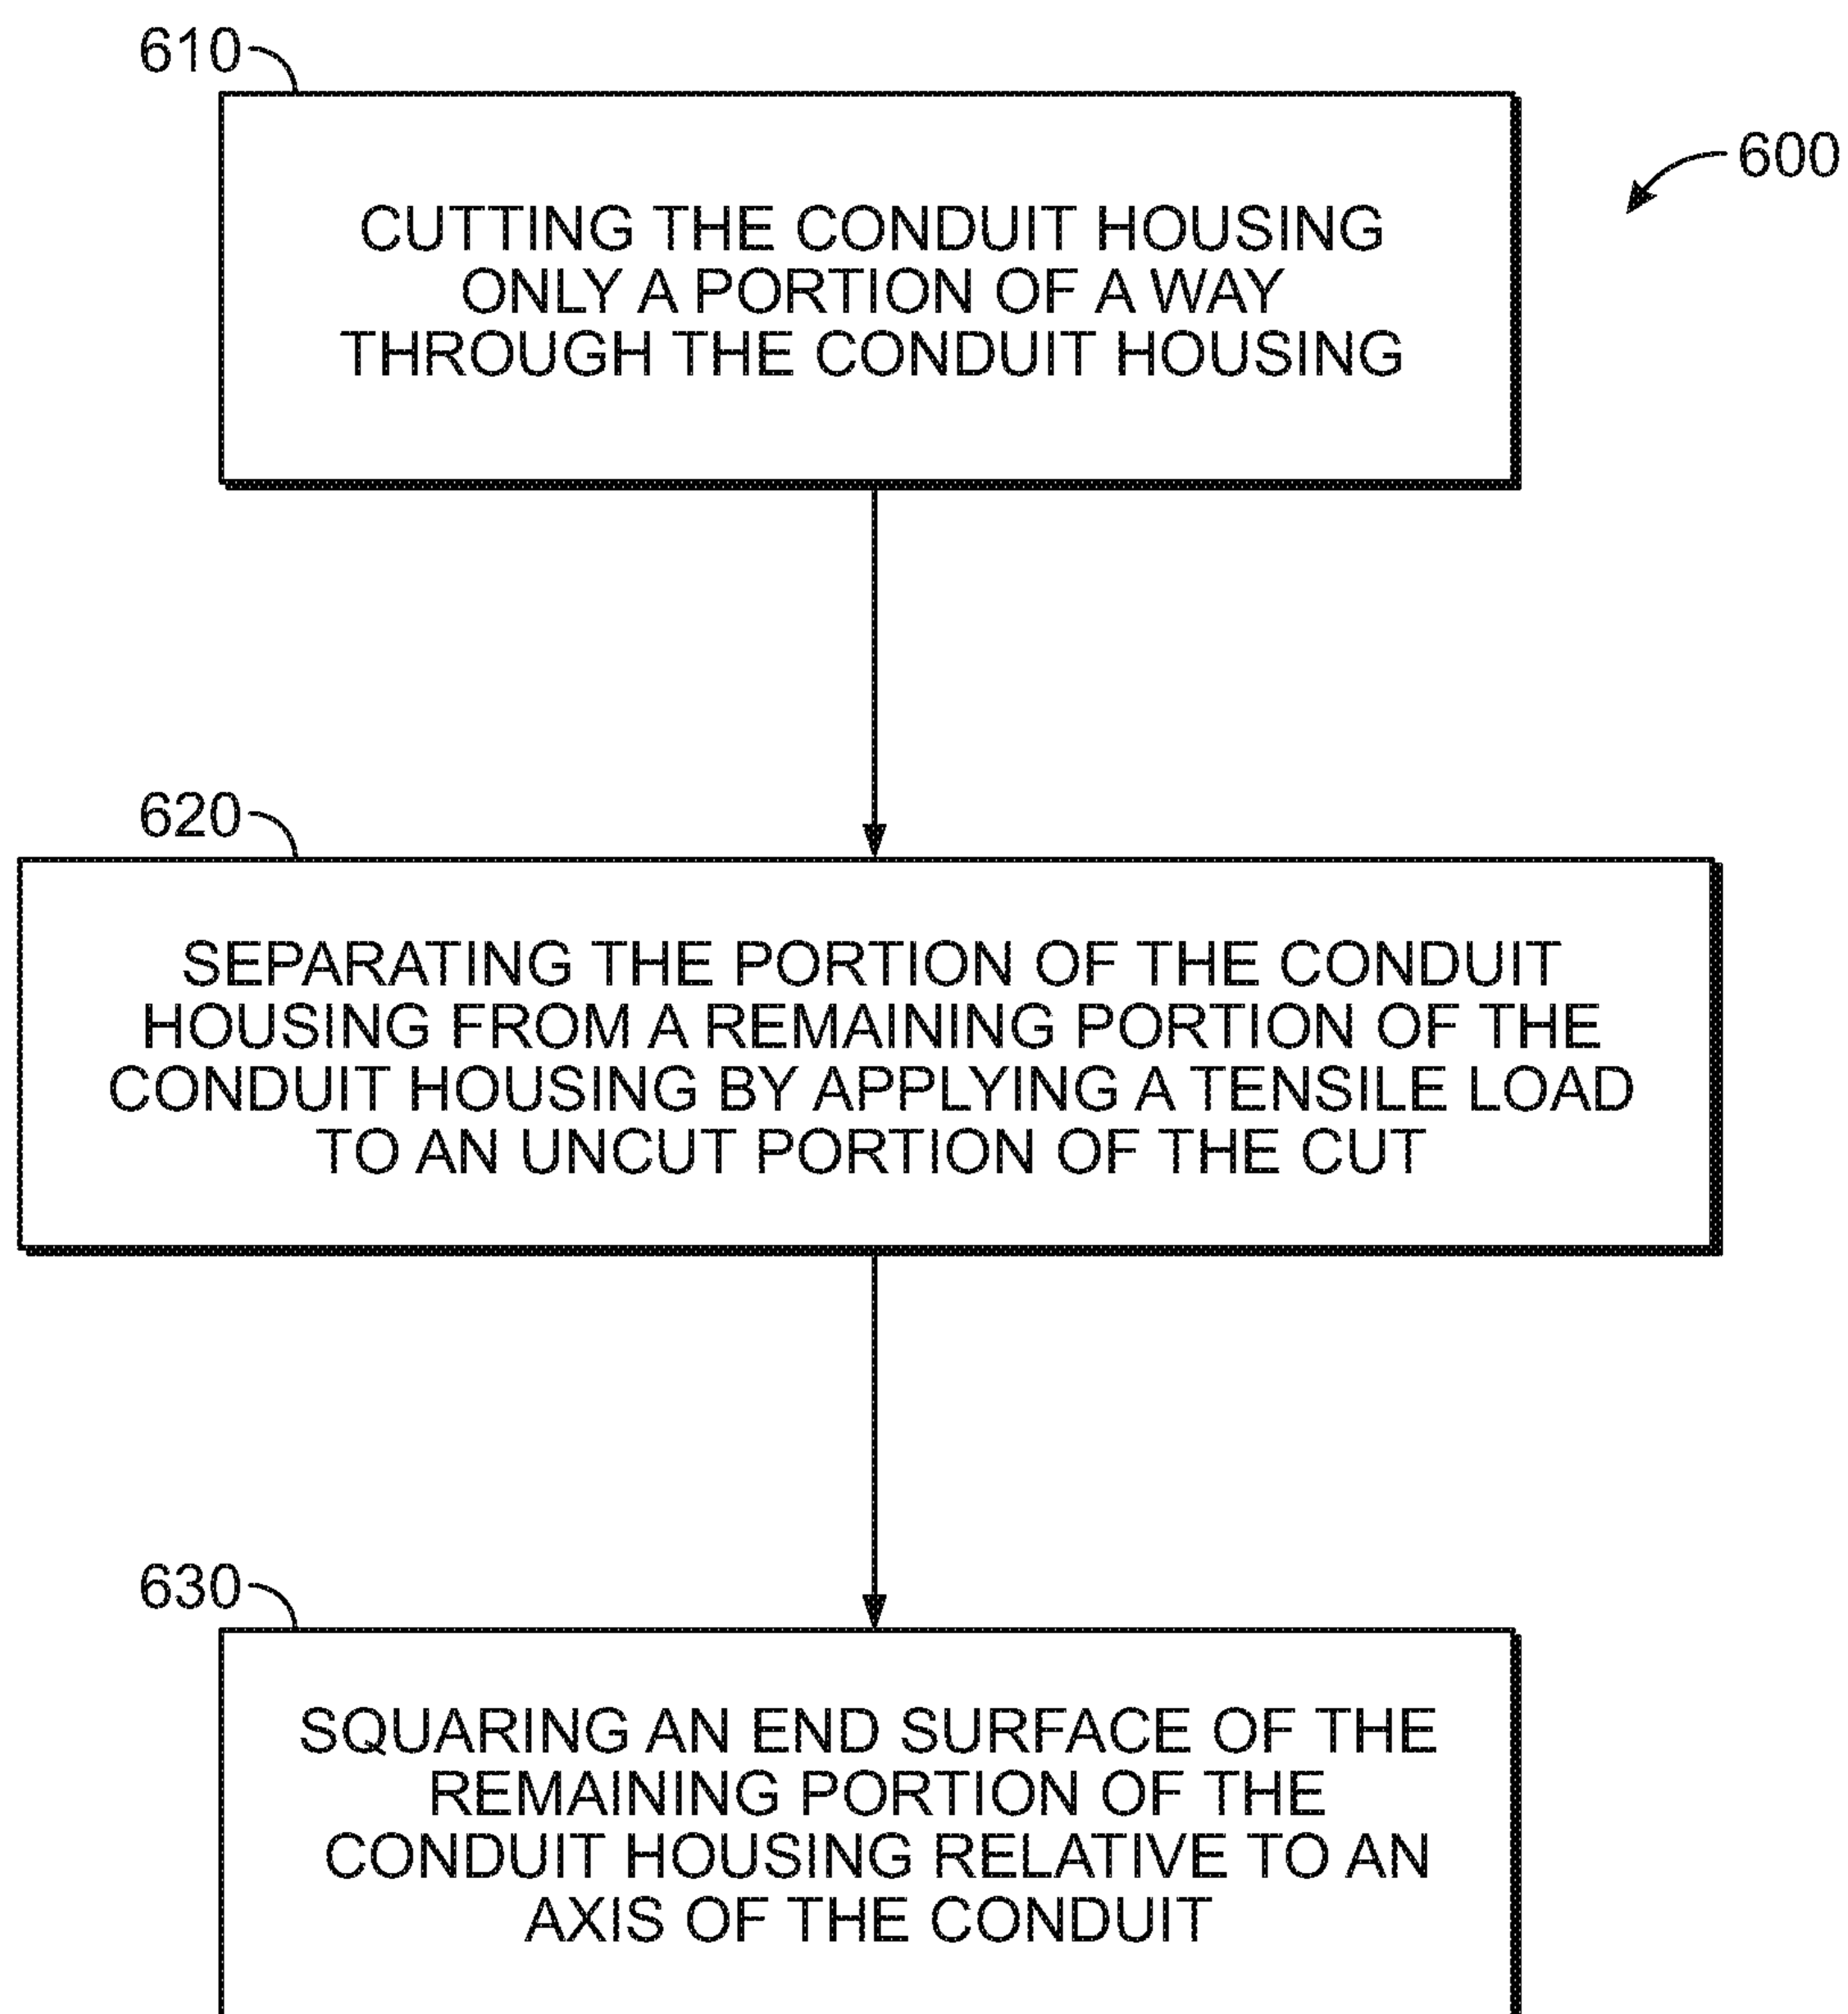 610
600
CUTTING THE CONDUIT HOUSING
ONLY A PORTION OF A WAY
THROUGH THE CONDUIT HOUSING
620
SEPARATING THE PORTION OF THE CONDUIT
HOUSING FROM A REMAINING PORTION OF THE
CONDUIT HOUSING BY APPLYING A TENSILE LOAD
TO AN UNCUT PORTION OF THE CUT
630
SQUARING AN END SURFACE OF THE
REMAINING PORTION OF THE
CONDUIT HOUSING RELATIVE TO AN
AXIS OF THE CONDUIT